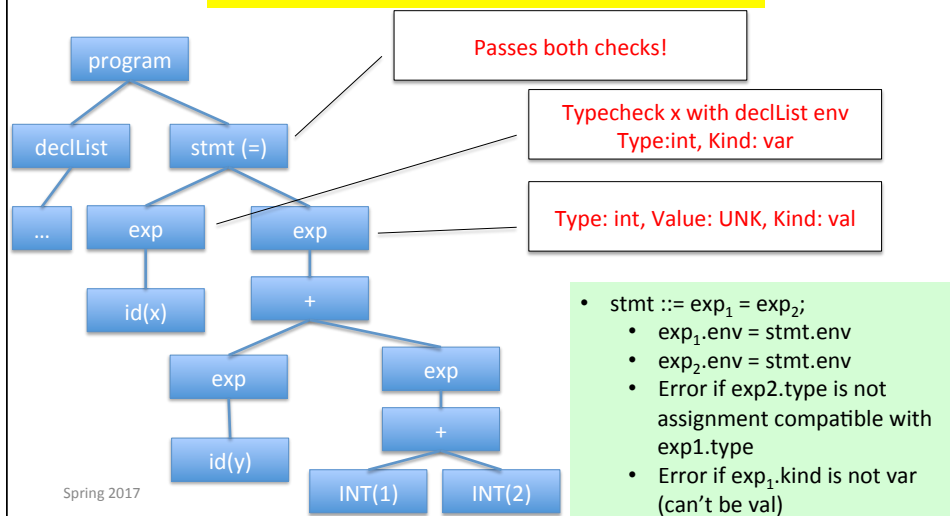 Passes both checks!
program
Typecheck x with declList env
Type:int, Kind: var
declList
stmt (=)
Type: int, Value: UNK, Kind: val
...
exp
exp
id(x)
+
• stmt ::= exp₁ = exp₂;
• exp₁.env = stmt.env
• exp₂.env = stmt.env
• Error if exp2.type is not
assignment compatible with
exp1.type
• Error if exp₁.kind is not var
(can't be val)
exp
exp
id(y)
+
INT(1)
INT(2)
Spring 2017